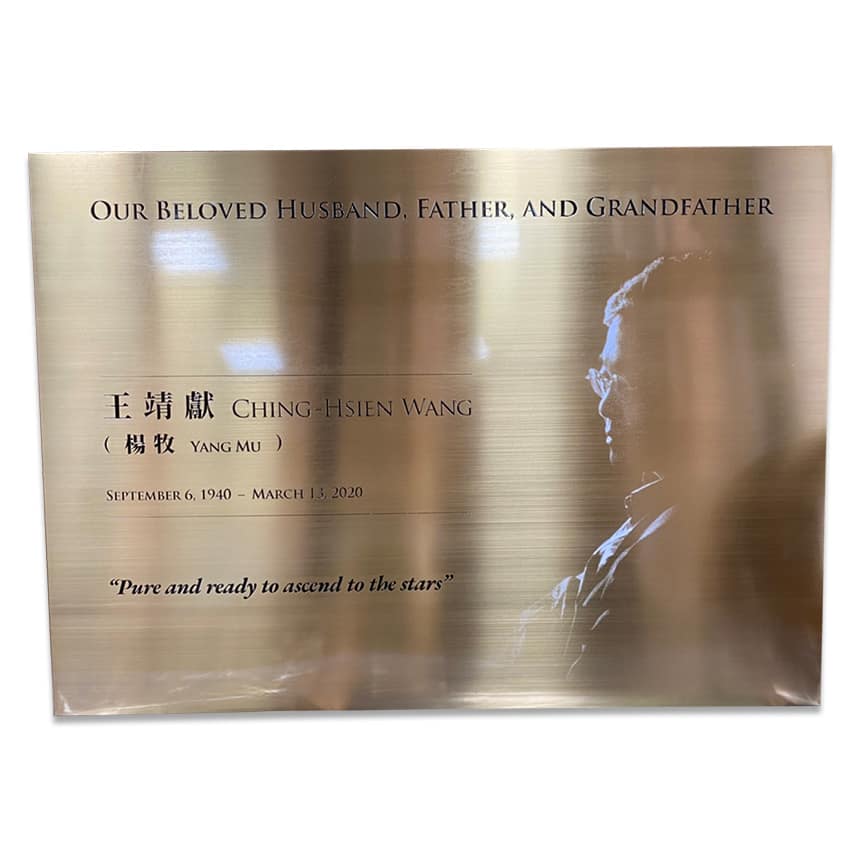 OUR BELOVED HUSBAND, FATHER, AND GRANDFATHER
王靖獻 CHING-HSIEN WANG
( 楊牧 YANG MU )
SEPTEMBER 6, 1940 – MARCH 13, 2020
“Pure and ready to ascend to the stars”